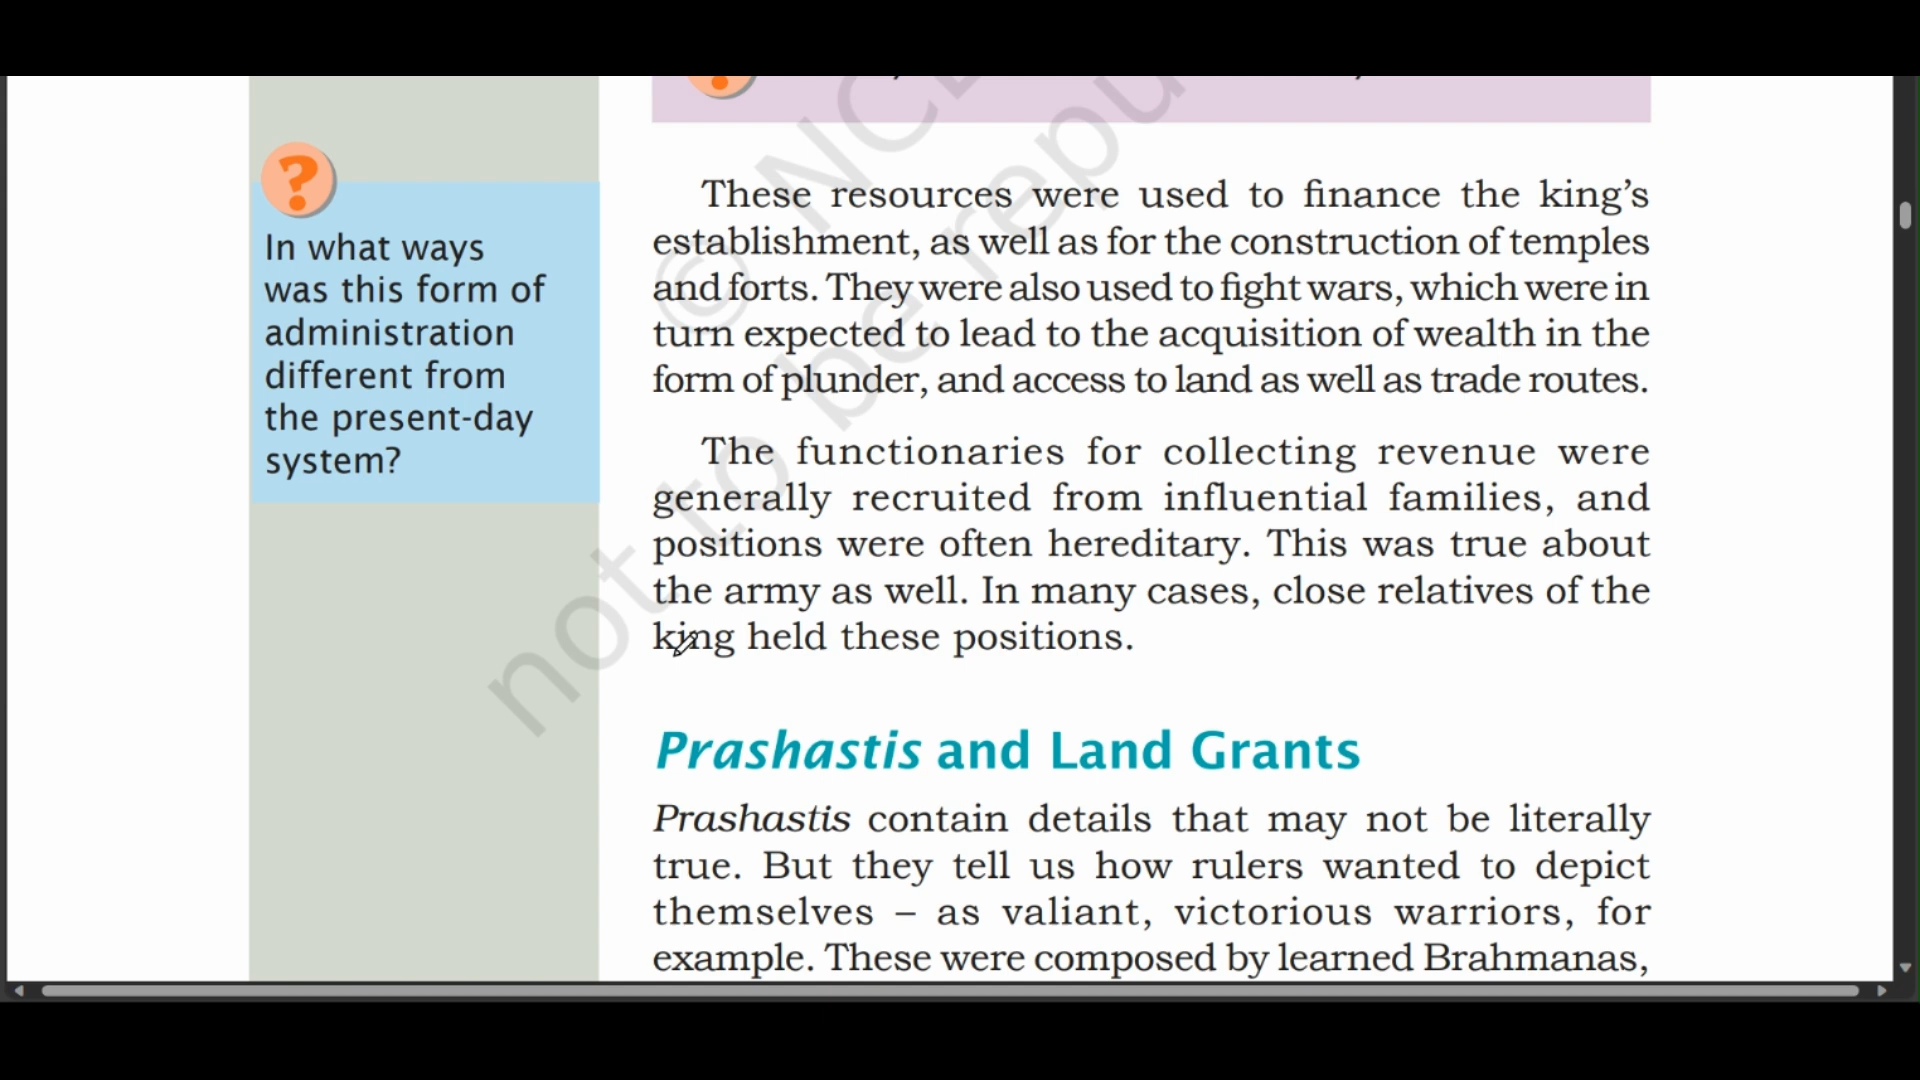 ?
In what ways
was this form of
administration
different from
the present-day
system?
These resources were used to finance the king's
establishment, as well as for the construction of temples
and forts. They were also used to fight wars, which were in
turn expected to lead to the acquisition of wealth in the
form of plunder, and access to land as well as trade routes.
The functionaries for collecting revenue were
generally recruited from influential families, and
positions were often hereditary. This was true about
the army as well. In many cases, close relatives of the
king held these positions.
Prashastis and Land Grants
Prashastis contain details that may not be literally
true. But they tell us how rulers wanted to depict
themselves – as valiant, victorious warriors, for
example. These were composed by learned Brahmanas,
© NC
not to be repu